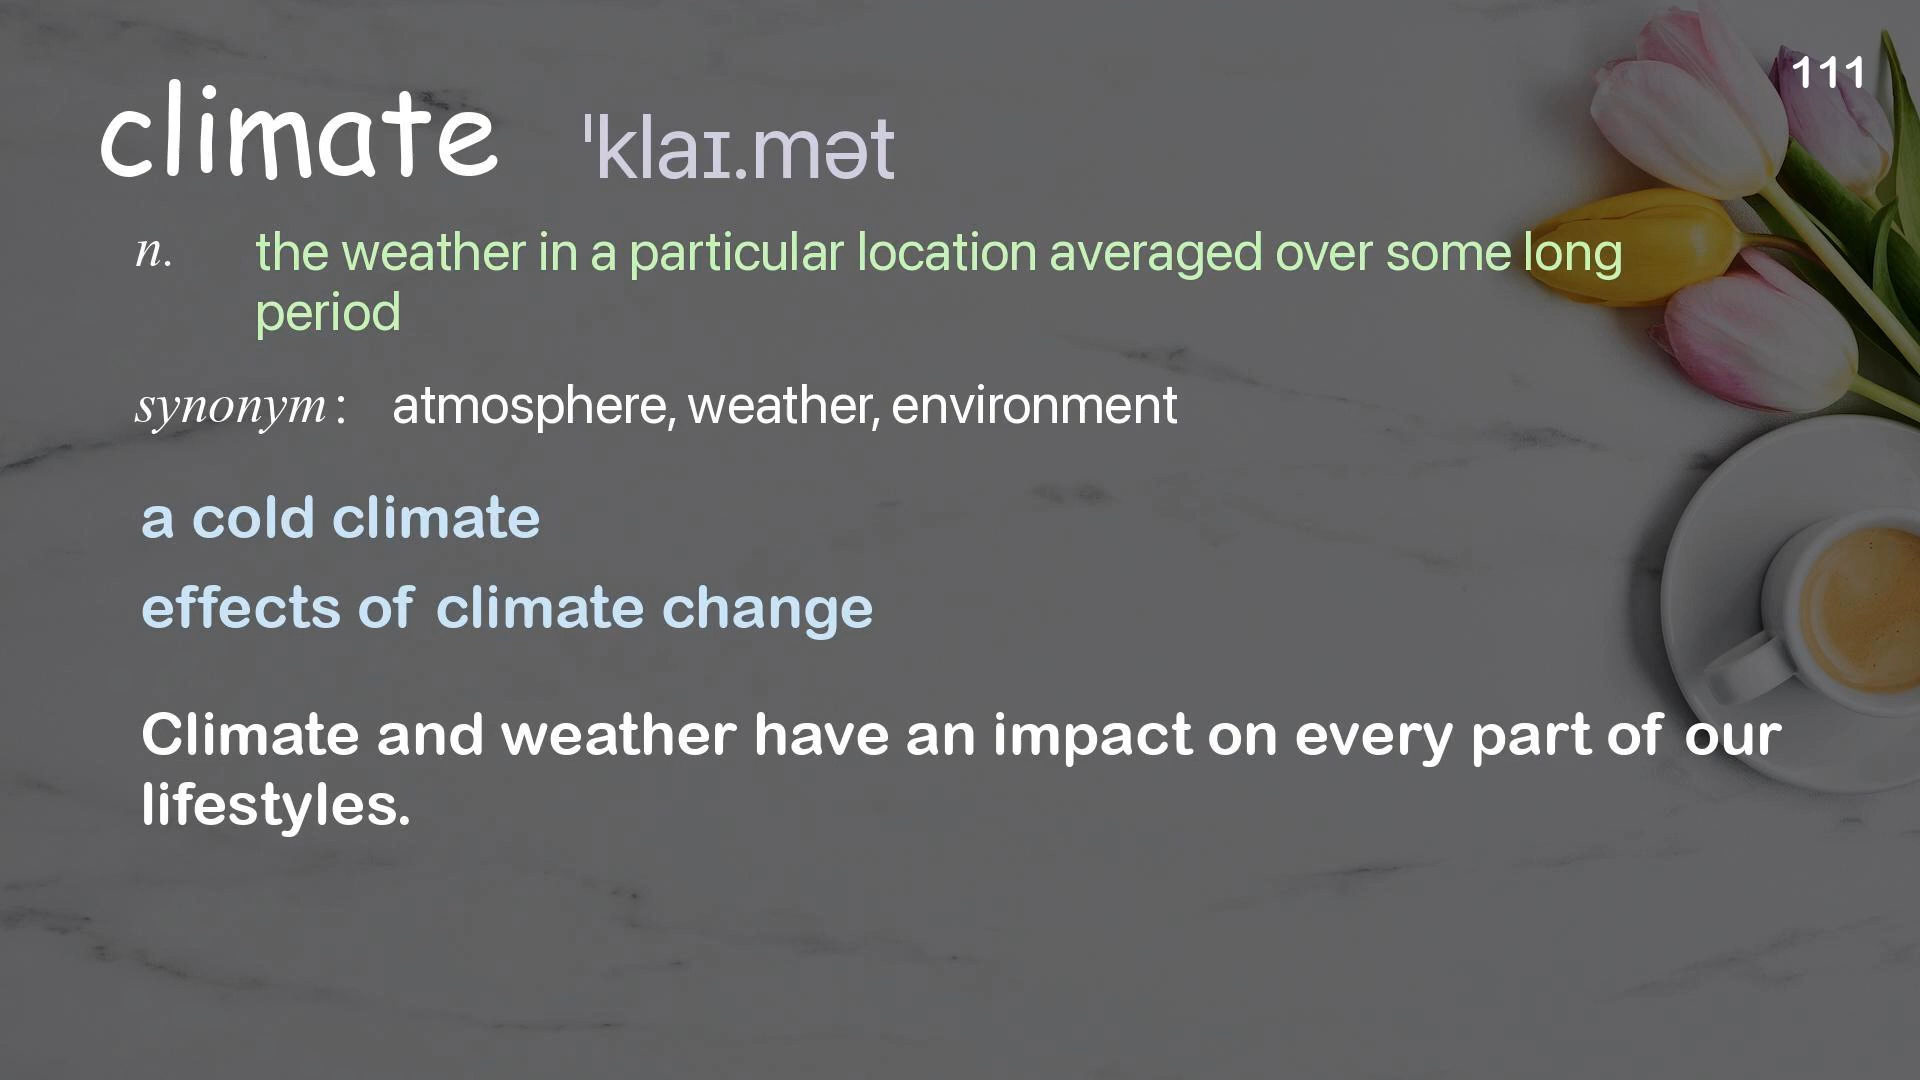 111
climate ˈklaɪ.mət
n. the weather in a particular location averaged over some long
period
synonym: atmosphere, weather, environment
a cold climate
effects of climate change
Climate and weather have an impact on every part of our
lifestyles.